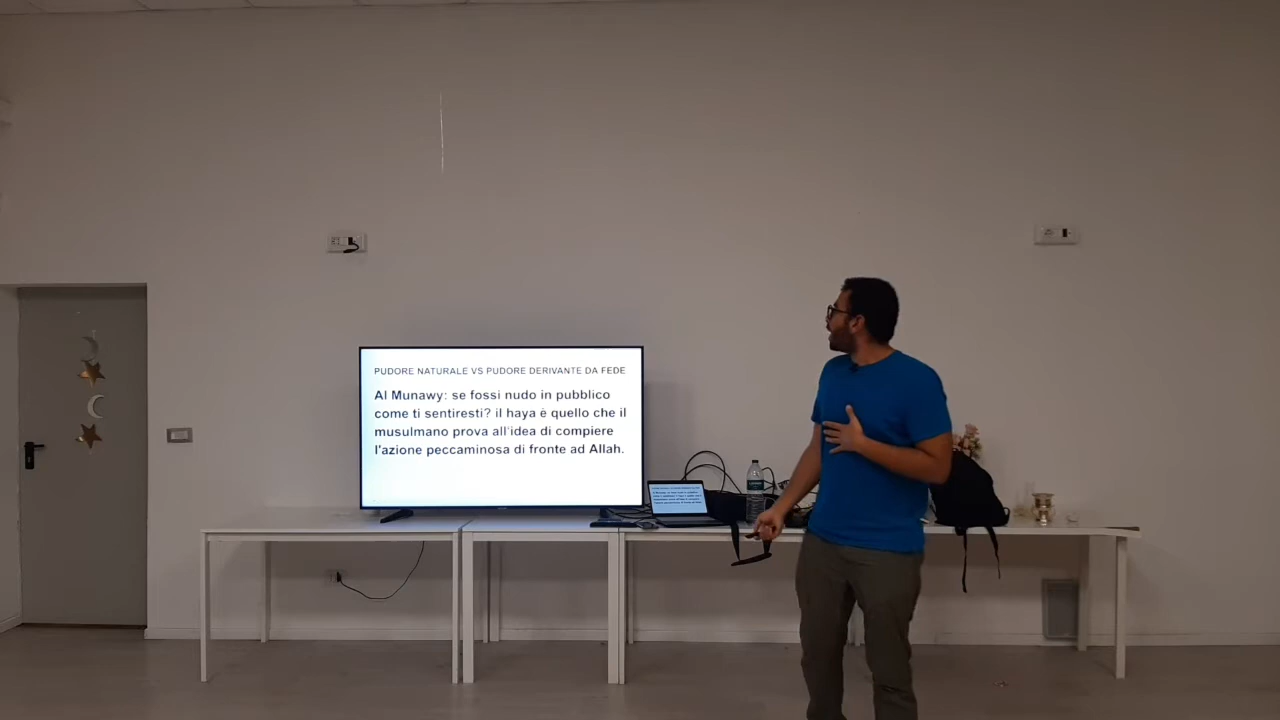 PUDORE NATURALE VS PUDORE DERIVANTE DA FEDE
Al Munawy: se fossi nudo in pubblico
come ti sentiresti? il haya è quello che il
musulmano prova all'idea di compiere
l'azione peccaminosa di fronte ad Allah.